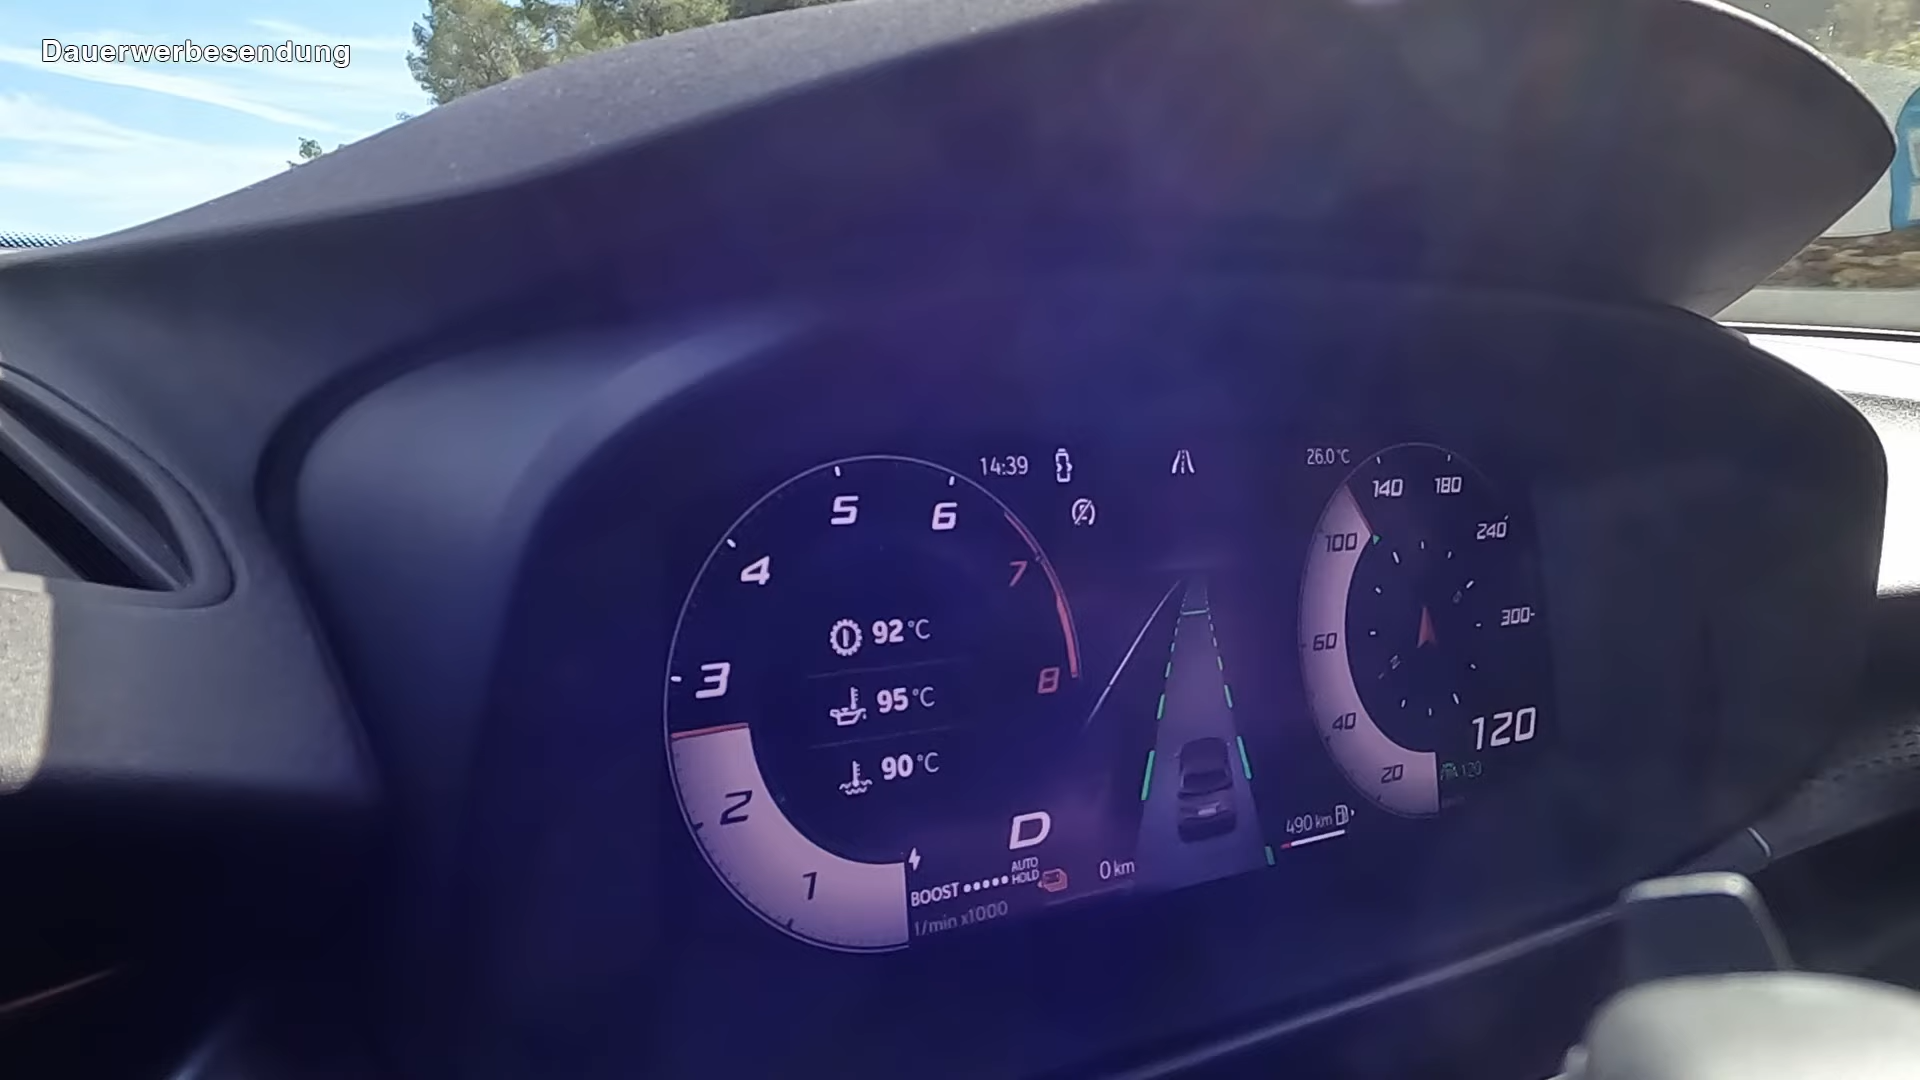 Dauerwerbesendung
14:39
26.0°C
5
6
4
7
3
8
2
1
92°C
95°C
90°C
D
AUTO
HOLD
BOOST
1/min x1000
0 km
140
180
100
240
60
300
40
20
120
120
490 km